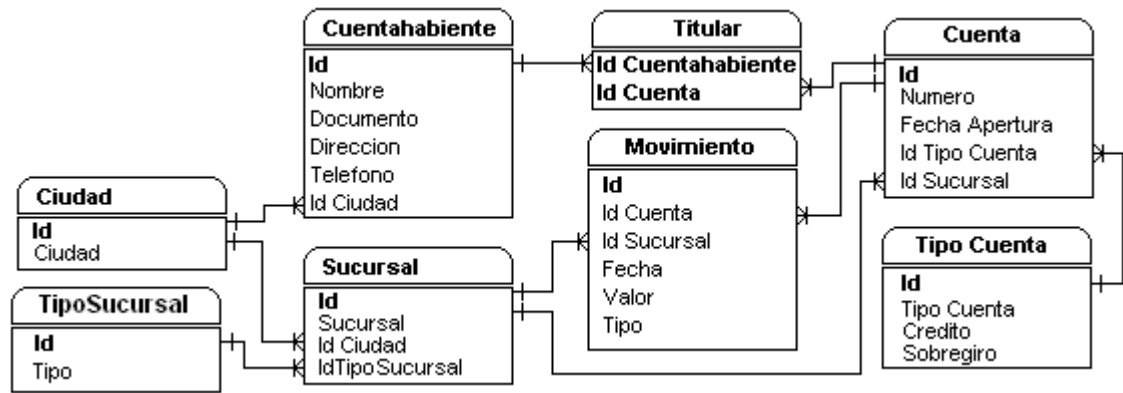 Cuentahabiente
Id
Nombre
Documento
Direccion
Telefono
Id Ciudad
Titular
Id Cuentahabiente
Id Cuenta
Cuenta
Id
Numero
Fecha Apertura
Id Tipo Cuenta
Id Sucursal
Movimiento
Id
Id Cuenta
Id Sucursal
Fecha
Valor
Tipo
Ciudad
Id
Ciudad
Sucursal
Id
Sucursal
Id Ciudad
IdTipoSucursal
Tipo Cuenta
Id
Tipo Cuenta
Credito
Sobregiro
TipoSucursal
Id
Tipo